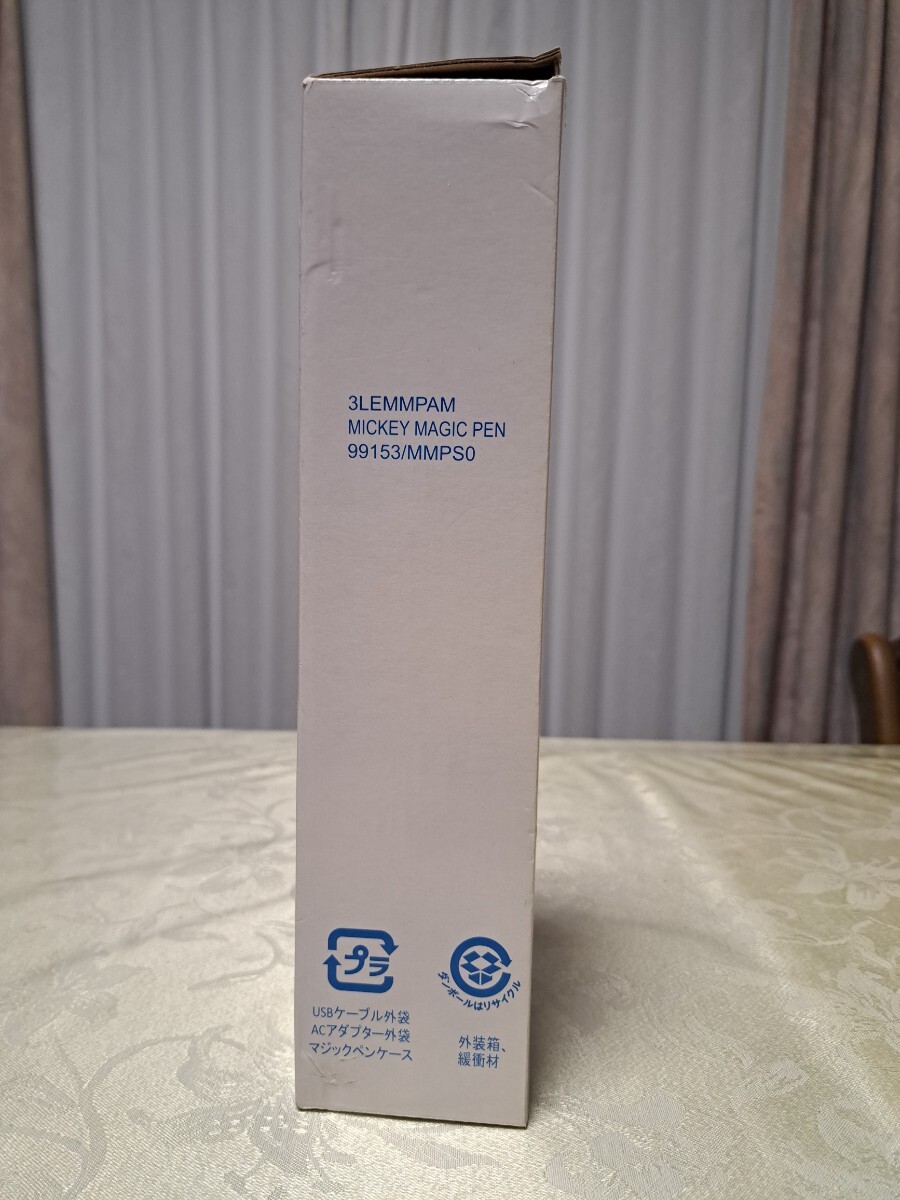 3LEMMPAM
MICKEY MAGIC PEN
99153/MMPS0
プラ
USBケーブル外袋
ACアダプター外袋
マジックペンケース
ダンボールはリサイクル
外装箱、
緩衝材